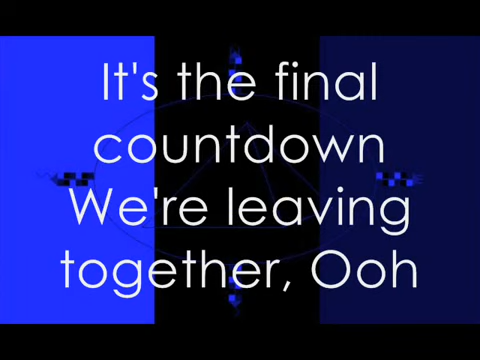 It's the final
countdown
We're leaving
together, Ooh